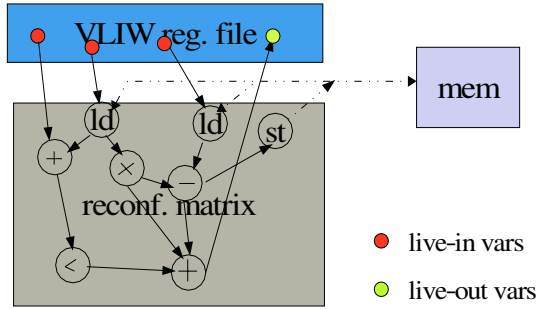 VLIW reg. file
mem
ld
ld
st
+
×
−
reconf. matrix
<
+
live-in vars
live-out vars